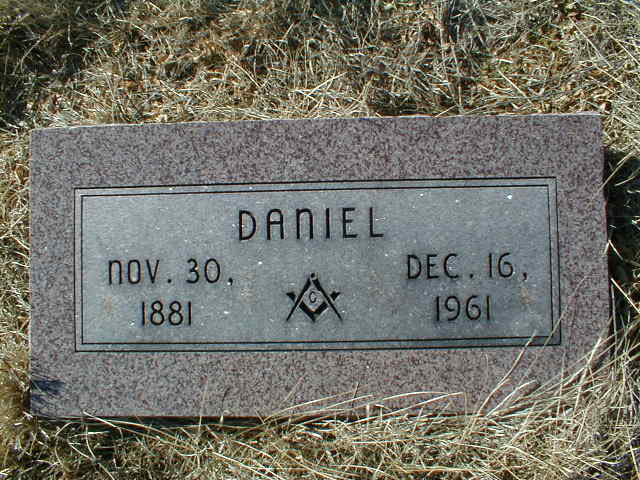 DANIEL
NOV. 30, DEC. 16,
1881 1961
G